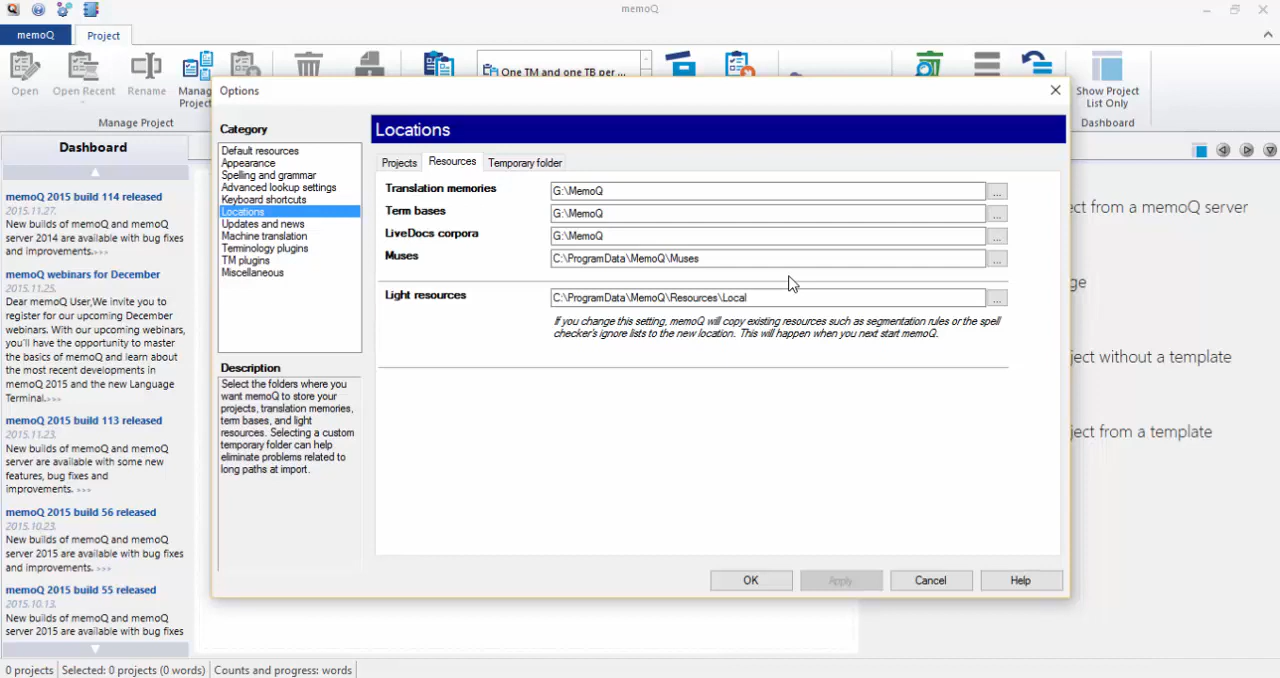 memoQ
memoQ
Project
Open
Open Recent
Rename
Manag
Project
One TM and one TB per ...
Show Project
List Only
Manage Project
Dashboard
Dashboard
memoQ 2015 build 114 released
2015.11.27.
New builds of memoQ and memoQ
server 2014 are available with bug fixes
and improvements.>>>
memoQ webinars for December
2015.11.25.
Dear memoQ User,We invite you to
register for our upcoming December
webinars. With our upcoming webinars,
you'll have the opportunity to master
the basics of memoQ and learn about
the most recent developments in
memoQ 2015 and the new Language
Terminal.>>>
memoQ 2015 build 113 released
2015.11.23.
New builds of memoQ and memoQ
server are available with some new
features, bug fixes and
improvements. >>>
memoQ 2015 build 56 released
2015.10.23.
New builds of memoQ and memoQ
server 2015 are available with bug fixes
and improvements. >>>
memoQ 2015 build 55 released
2015.10.13.
New builds of memoQ and memoQ
server 2015 are available with bug fixes
Options
Category
Default resources
Appearance
Spelling and grammar
Advanced lookup settings
Keyboard shortcuts
Locations
Updates and news
Machine translation
Terminology plugins
TM plugins
Miscellaneous
Description
Select the folders where you
want memoQ to store your
projects, translation memories,
term bases, and light
resources. Selecting a custom
temporary folder can help
eliminate problems related to
long paths at import.
Locations
Projects
Resources
Temporary folder
Translation memories G:\MemoQ ...
Term bases G:\MemoQ ...
LiveDocs corpora G:\MemoQ ...
Muses C:\ProgramData\MemoQ\Muses ...
Light resources C:\ProgramData\MemoQ\Resources\Local ...
If you change this setting, memoQ will copy existing resources such as segmentation rules or the spell
checker's ignore lists to the new location. This will happen when you next start memoQ.
OK
Apply
Cancel
Help
ect from a memoQ server
ge
ject without a template
ject from a template
0 projects
Selected: 0 projects (0 words)
Counts and progress: words